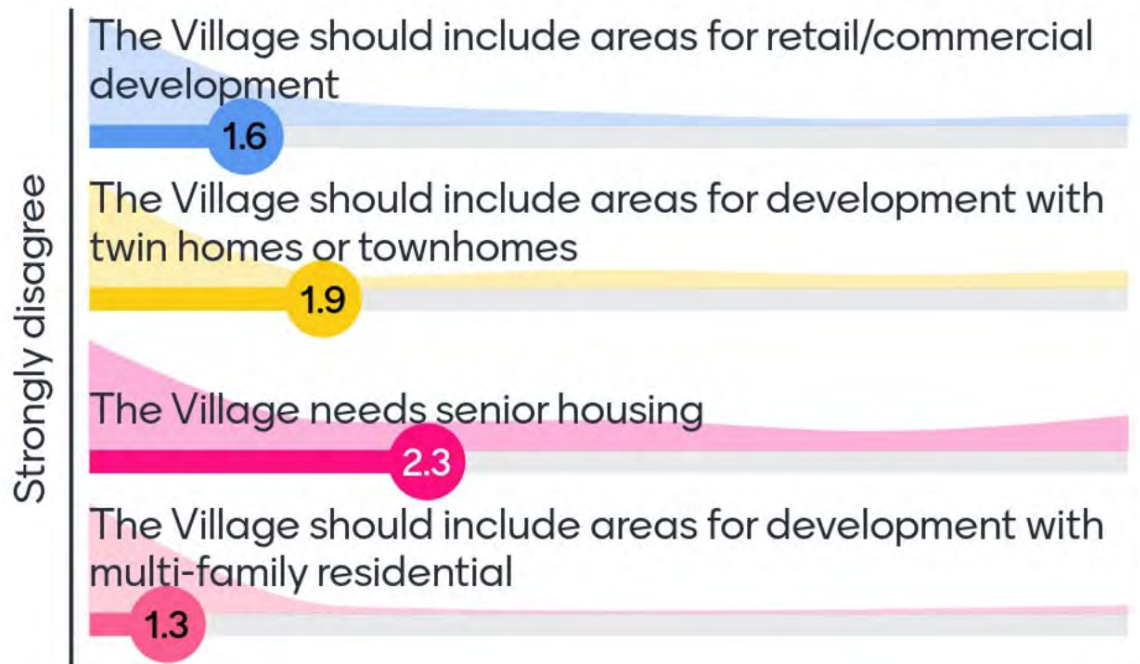 The Village should include areas for retail/commercial
development
1.6
The Village should include areas for development with
twin homes or townhomes
1.9
Strongly disagree
The Village needs senior housing
2.3
The Village should include areas for development with
multi-family residential
1.3